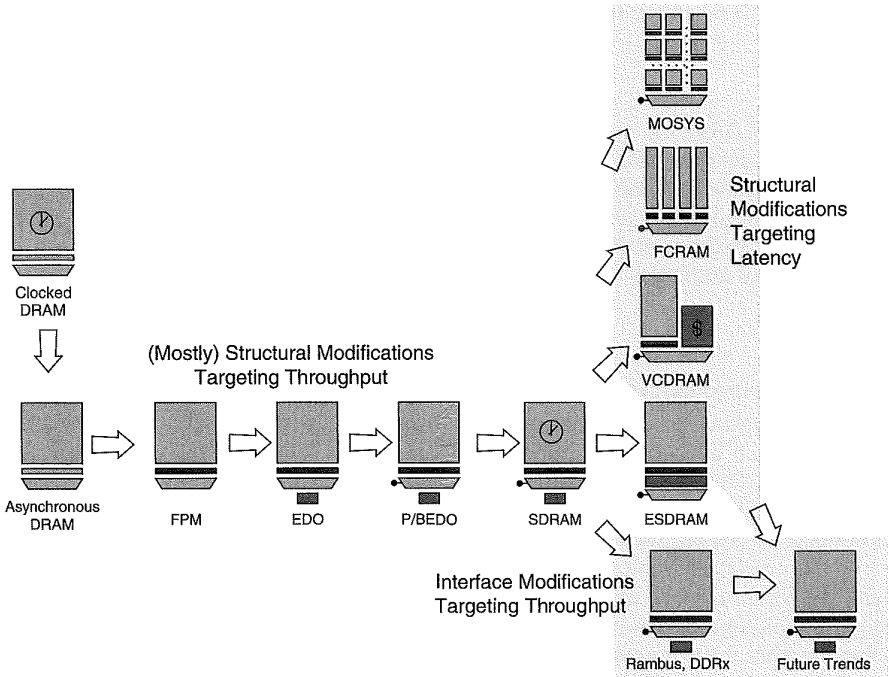 MOSYS
FCRAM
Structural
Modifications
Targeting
Latency
Clocked
DRAM
$
VCDRAM
(Mostly) Structural Modifications
Targeting Throughput
Asynchronous
DRAM
FPM
EDO
P/BEDO
SDRAM
ESDRAM
Interface Modifications
Targeting Throughput
Rambus, DDRx
Future Trends